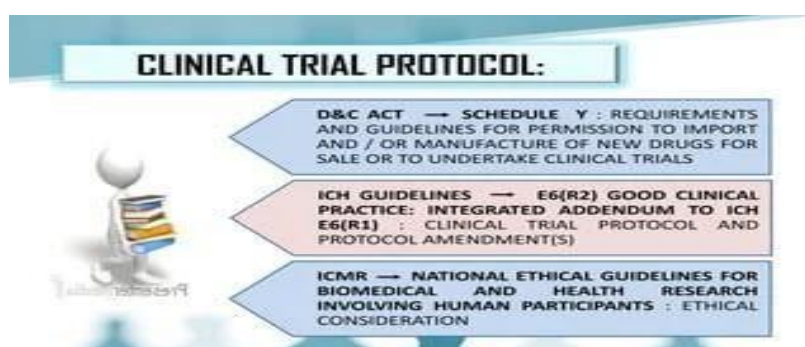 CLINICAL TRIAL PROTOCOL:
D&C ACT → SCHEDULE Y : REQUIREMENTS
AND GUIDELINES FOR PERMISSION TO IMPORT
AND / OR MANUFACTURE OF NEW DRUGS FOR
SALE OR TO UNDERTAKE CLINICAL TRIALS
ICH GUIDELINES → E6(R2) GOOD CLINICAL
PRACTICE: INTEGRATED ADDENDUM TO ICH
E6(R1) : CLINICAL TRIAL PROTOCOL AND
PROTOCOL AMENDMENT(S)
ICMR → NATIONAL ETHICAL GUIDELINES FOR
BIOMEDICAL AND HEALTH RESEARCH
INVOLVING HUMAN PARTICIPANTS : ETHICAL
CONSIDERATION